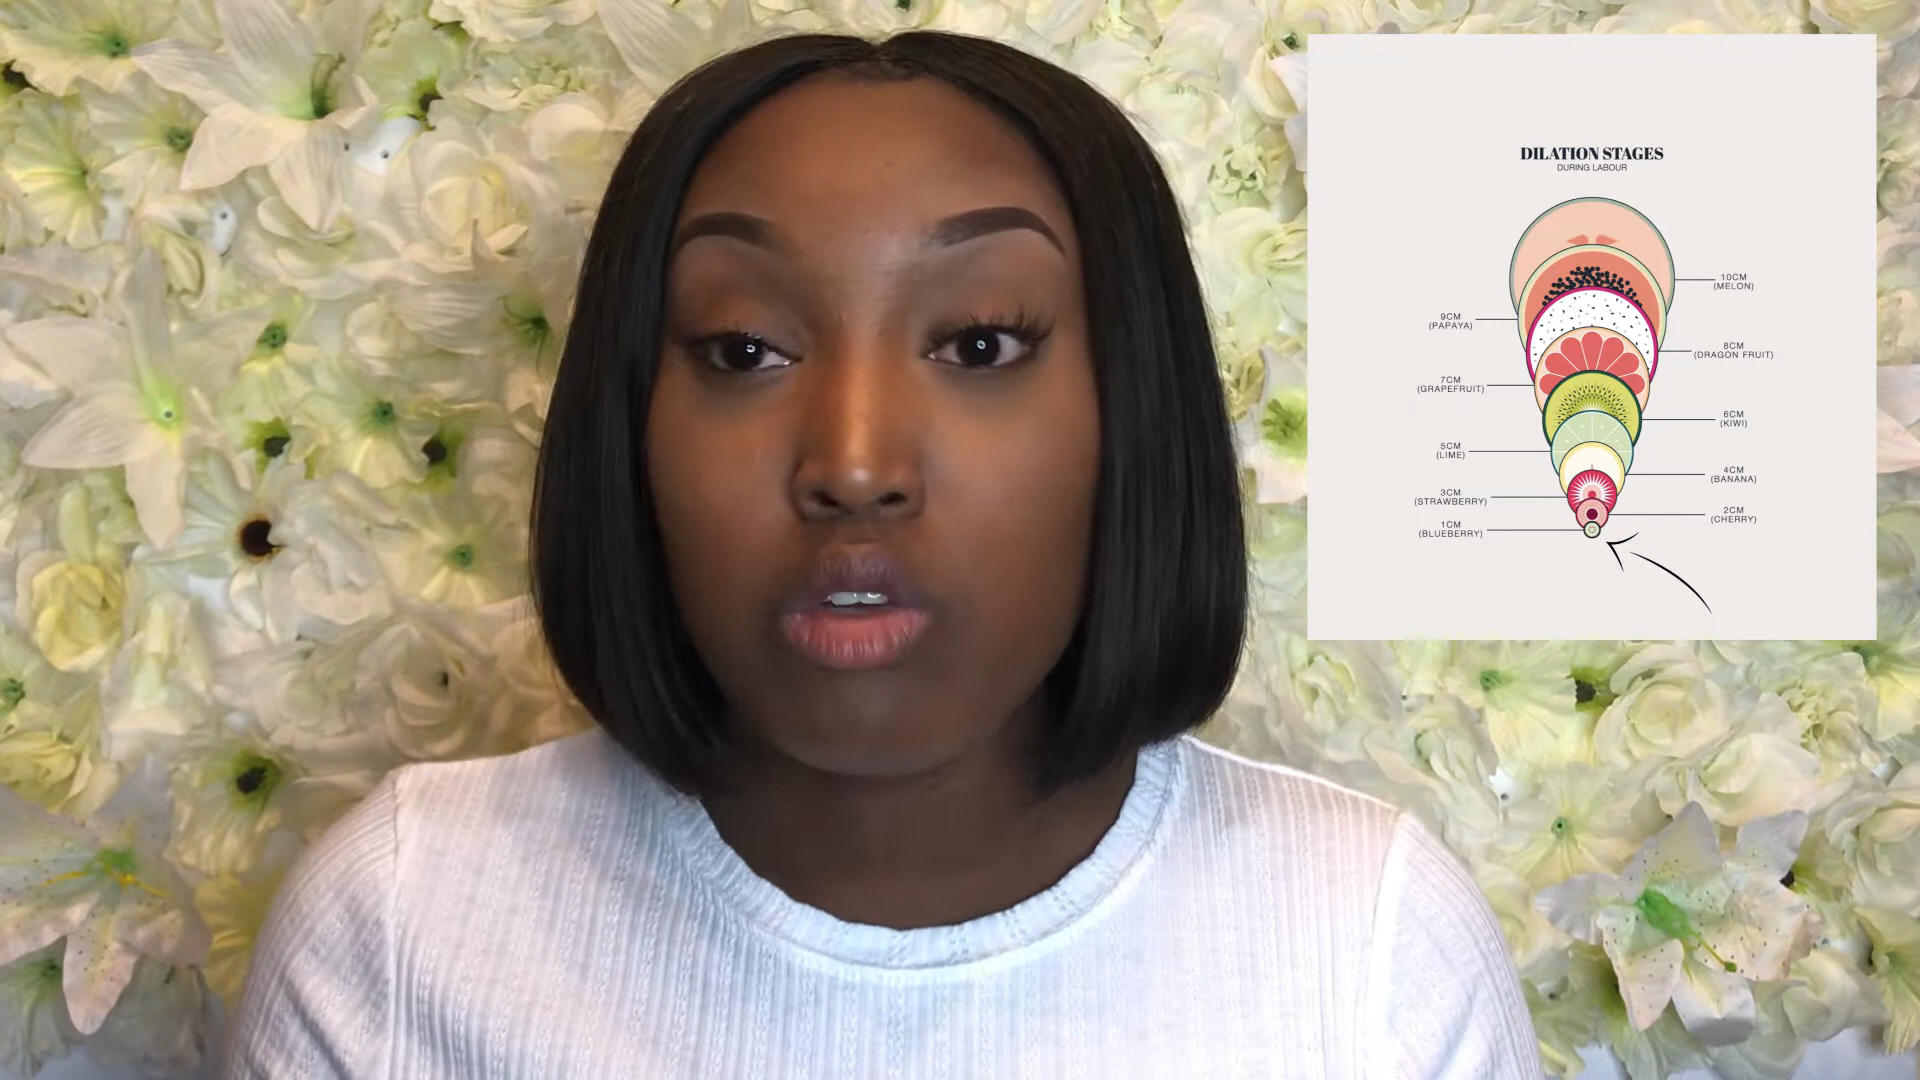 DILATION STAGES
DURING LABOUR
10CM
(MELON)
9CM
(PAPAYA)
8CM
(DRAGON FRUIT)
7CM
(GRAPEFRUIT)
6CM
(KIWI)
5CM
(LIME)
4CM
(BANANA)
3CM
(STRAWBERRY)
2CM
(CHERRY)
1CM
(BLUEBERRY)